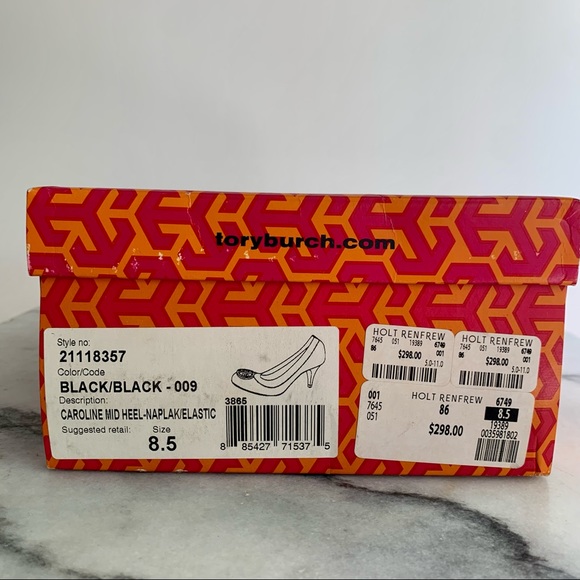 toryburch.com
Style no:
21118357
Color/Code
BLACK/BLACK - 009
Description:
CAROLINE MID HEEL-NAPLAK/ELASTIC
Suggested retail: Size
8.5
3865
8 85427 71537 5
HOLT RENFREW
7645 051 19389 6749
86 001
$298.00
5.0-11.0
HOLT RENFREW
7645 051 19389 6749
86 001
$298.00
5.0-11.0
HOLT RENFREW
001 86 6749
7645 8.5
051 19389
$298.00 0035981802